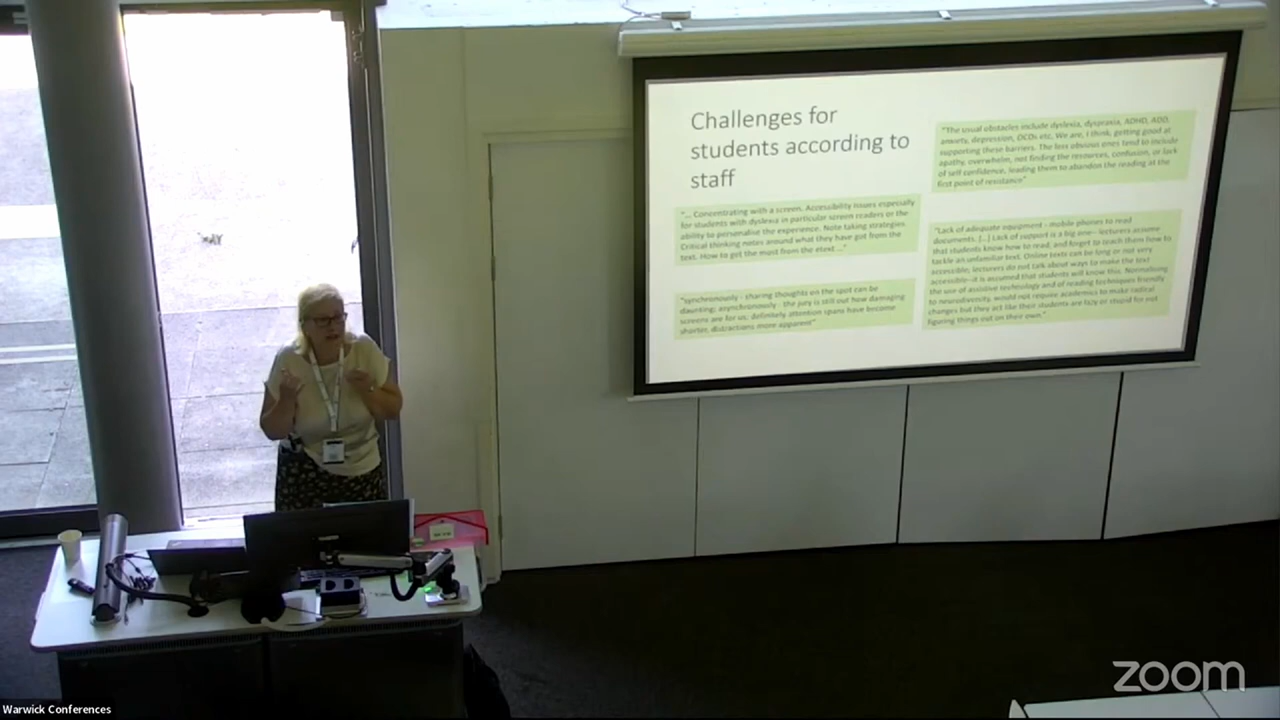 Challenges for
students according to
staff
"... Concentrating with a screen. Accessibility issues especially
for students with dyslexia in particular screen readers or the
ability to personalise the experience. Note taking strategies
Critical thinking notes around what they have got from the
text. How to get the most from the etext ..."
"synchronously - sharing thoughts on the spot can be
daunting; asynchronously - the jury is still out how damaging
screens are for us; definitely attention spans have become
shorter, distractions more apparent"
"The usual obstacles include dyslexia, dyspraxia, ADHD, ADD,
anxiety, depression, OCDs etc. We are, I think, getting good at
supporting these barriers. The less obvious ones tend to include
apathy, overwhelm, not finding the resources, confusion, or lack
of self confidence, leading them to abandon the reading at the
first point of resistance"
"Lack of adequate equipment - mobile phones to read
documents. [...] Lack of support is a big one-- lecturers assume
that students know how to read, and forget to teach them how to
tackle an unfamiliar text. Online texts can be long or not very
accessible, lecturers do not talk about ways to make the text
accessible--it is assumed that students will know this. Normalising
the use of assistive technology and of reading techniques friendly
to neurodiversity, would not require academics to make radical
changes but they act like their students are lazy or stupid for not
figuring things out on their own."
zoom
Warwick Conferences